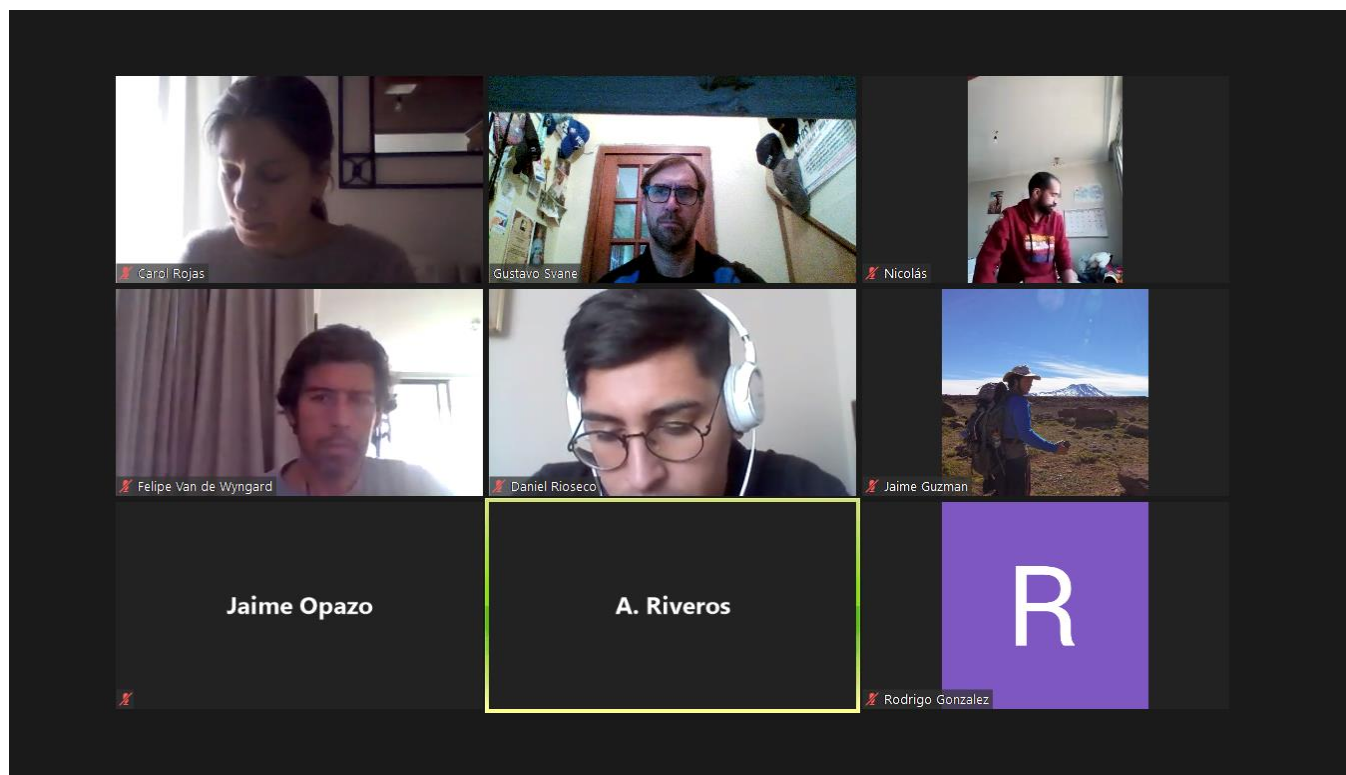 Carol Rojas
Gustavo Svane
Nicolás
Felipe Van de Wyngard
Daniel Rioseco
Jaime Guzman
Jaime Opazo
A. Riveros
R
Rodrigo Gonzalez